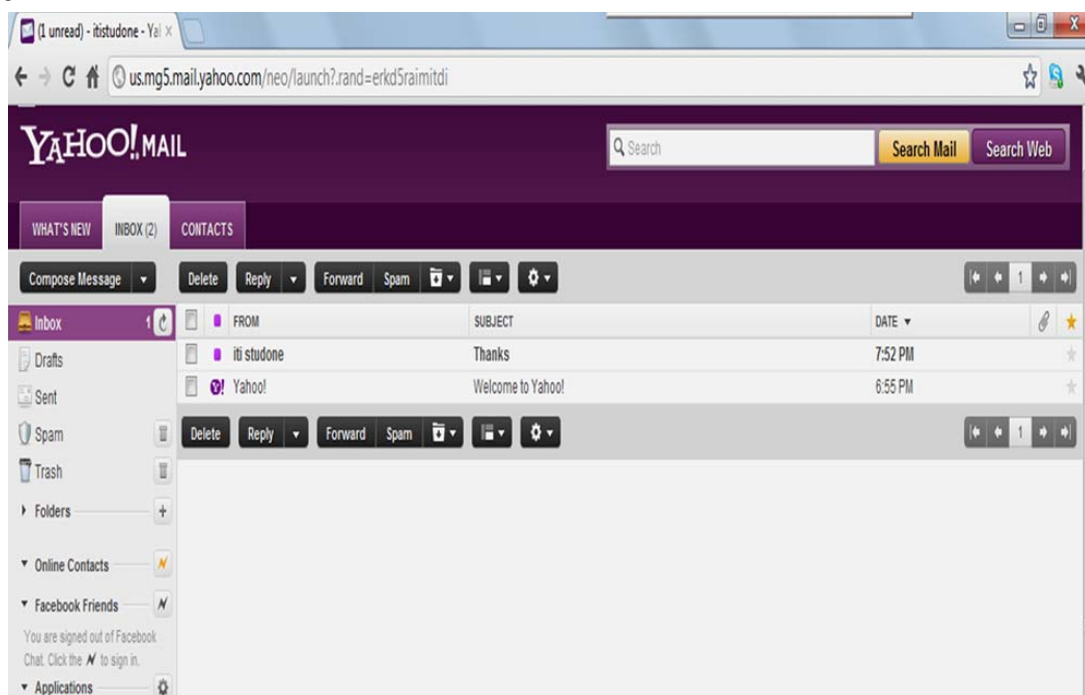 (1 unread) - itistudone - Yal ×
us.mg5.mail.yahoo.com/neo/launch?.rand=erkd5raimitdi
YAHOO! MAIL
Search
Search Mail
Search Web
WHAT'S NEW
INBOX (2)
CONTACTS
Compose Message
Delete
Reply
Forward
Spam
1
Inbox 1
FROM
SUBJECT
DATE
Drafts
iti studone
Thanks
7:52 PM
Sent
Yahoo!
Welcome to Yahoo!
6:55 PM
Spam
Delete
Reply
Forward
Spam
1
Trash
Folders
Online Contacts
Facebook Friends
You are signed out of Facebook
Chat. Click the to sign in.
Applications